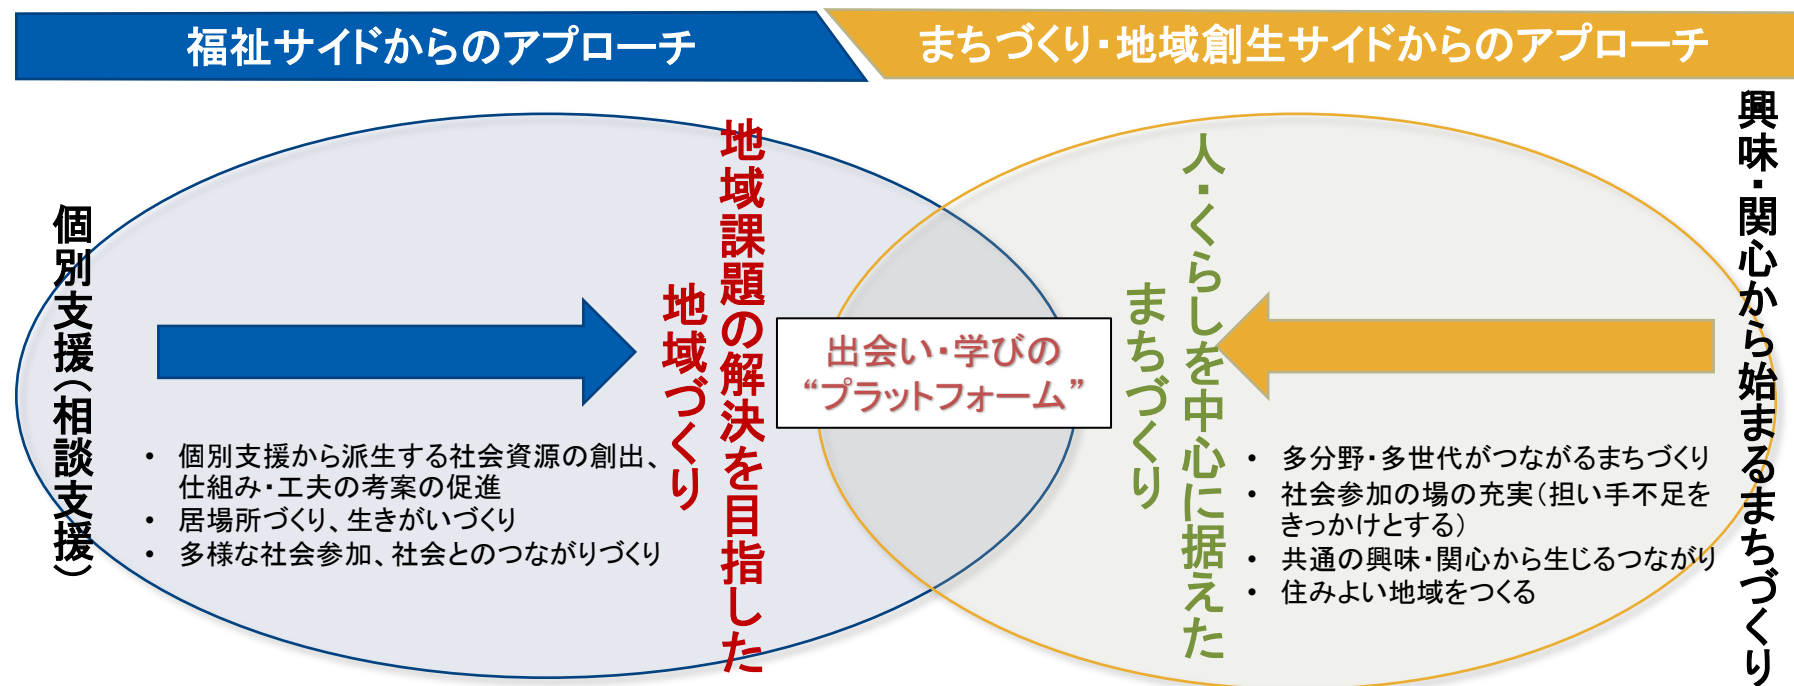 福祉サイドからのアプローチ
まちづくり・地域創生サイドからのアプローチ
個別支援（相談支援）
地域課題の解決を目指した
地域づくり
• 個別支援から派生する社会資源の創出、
仕組み・工夫の考案の促進
• 居場所づくり、生きがいづくり
• 多様な社会参加、社会とのつながりづくり
出会い・学びの
“プラットフォーム”
人・くらしを中心に据えた
まちづくり
• 多分野・多世代がつながるまちづくり
• 社会参加の場の充実（担い手不足を
きっかけとする）
• 共通の興味・関心から生じるつながり
• 住みよい地域をつくる
興味・関心から始まるまちづくり